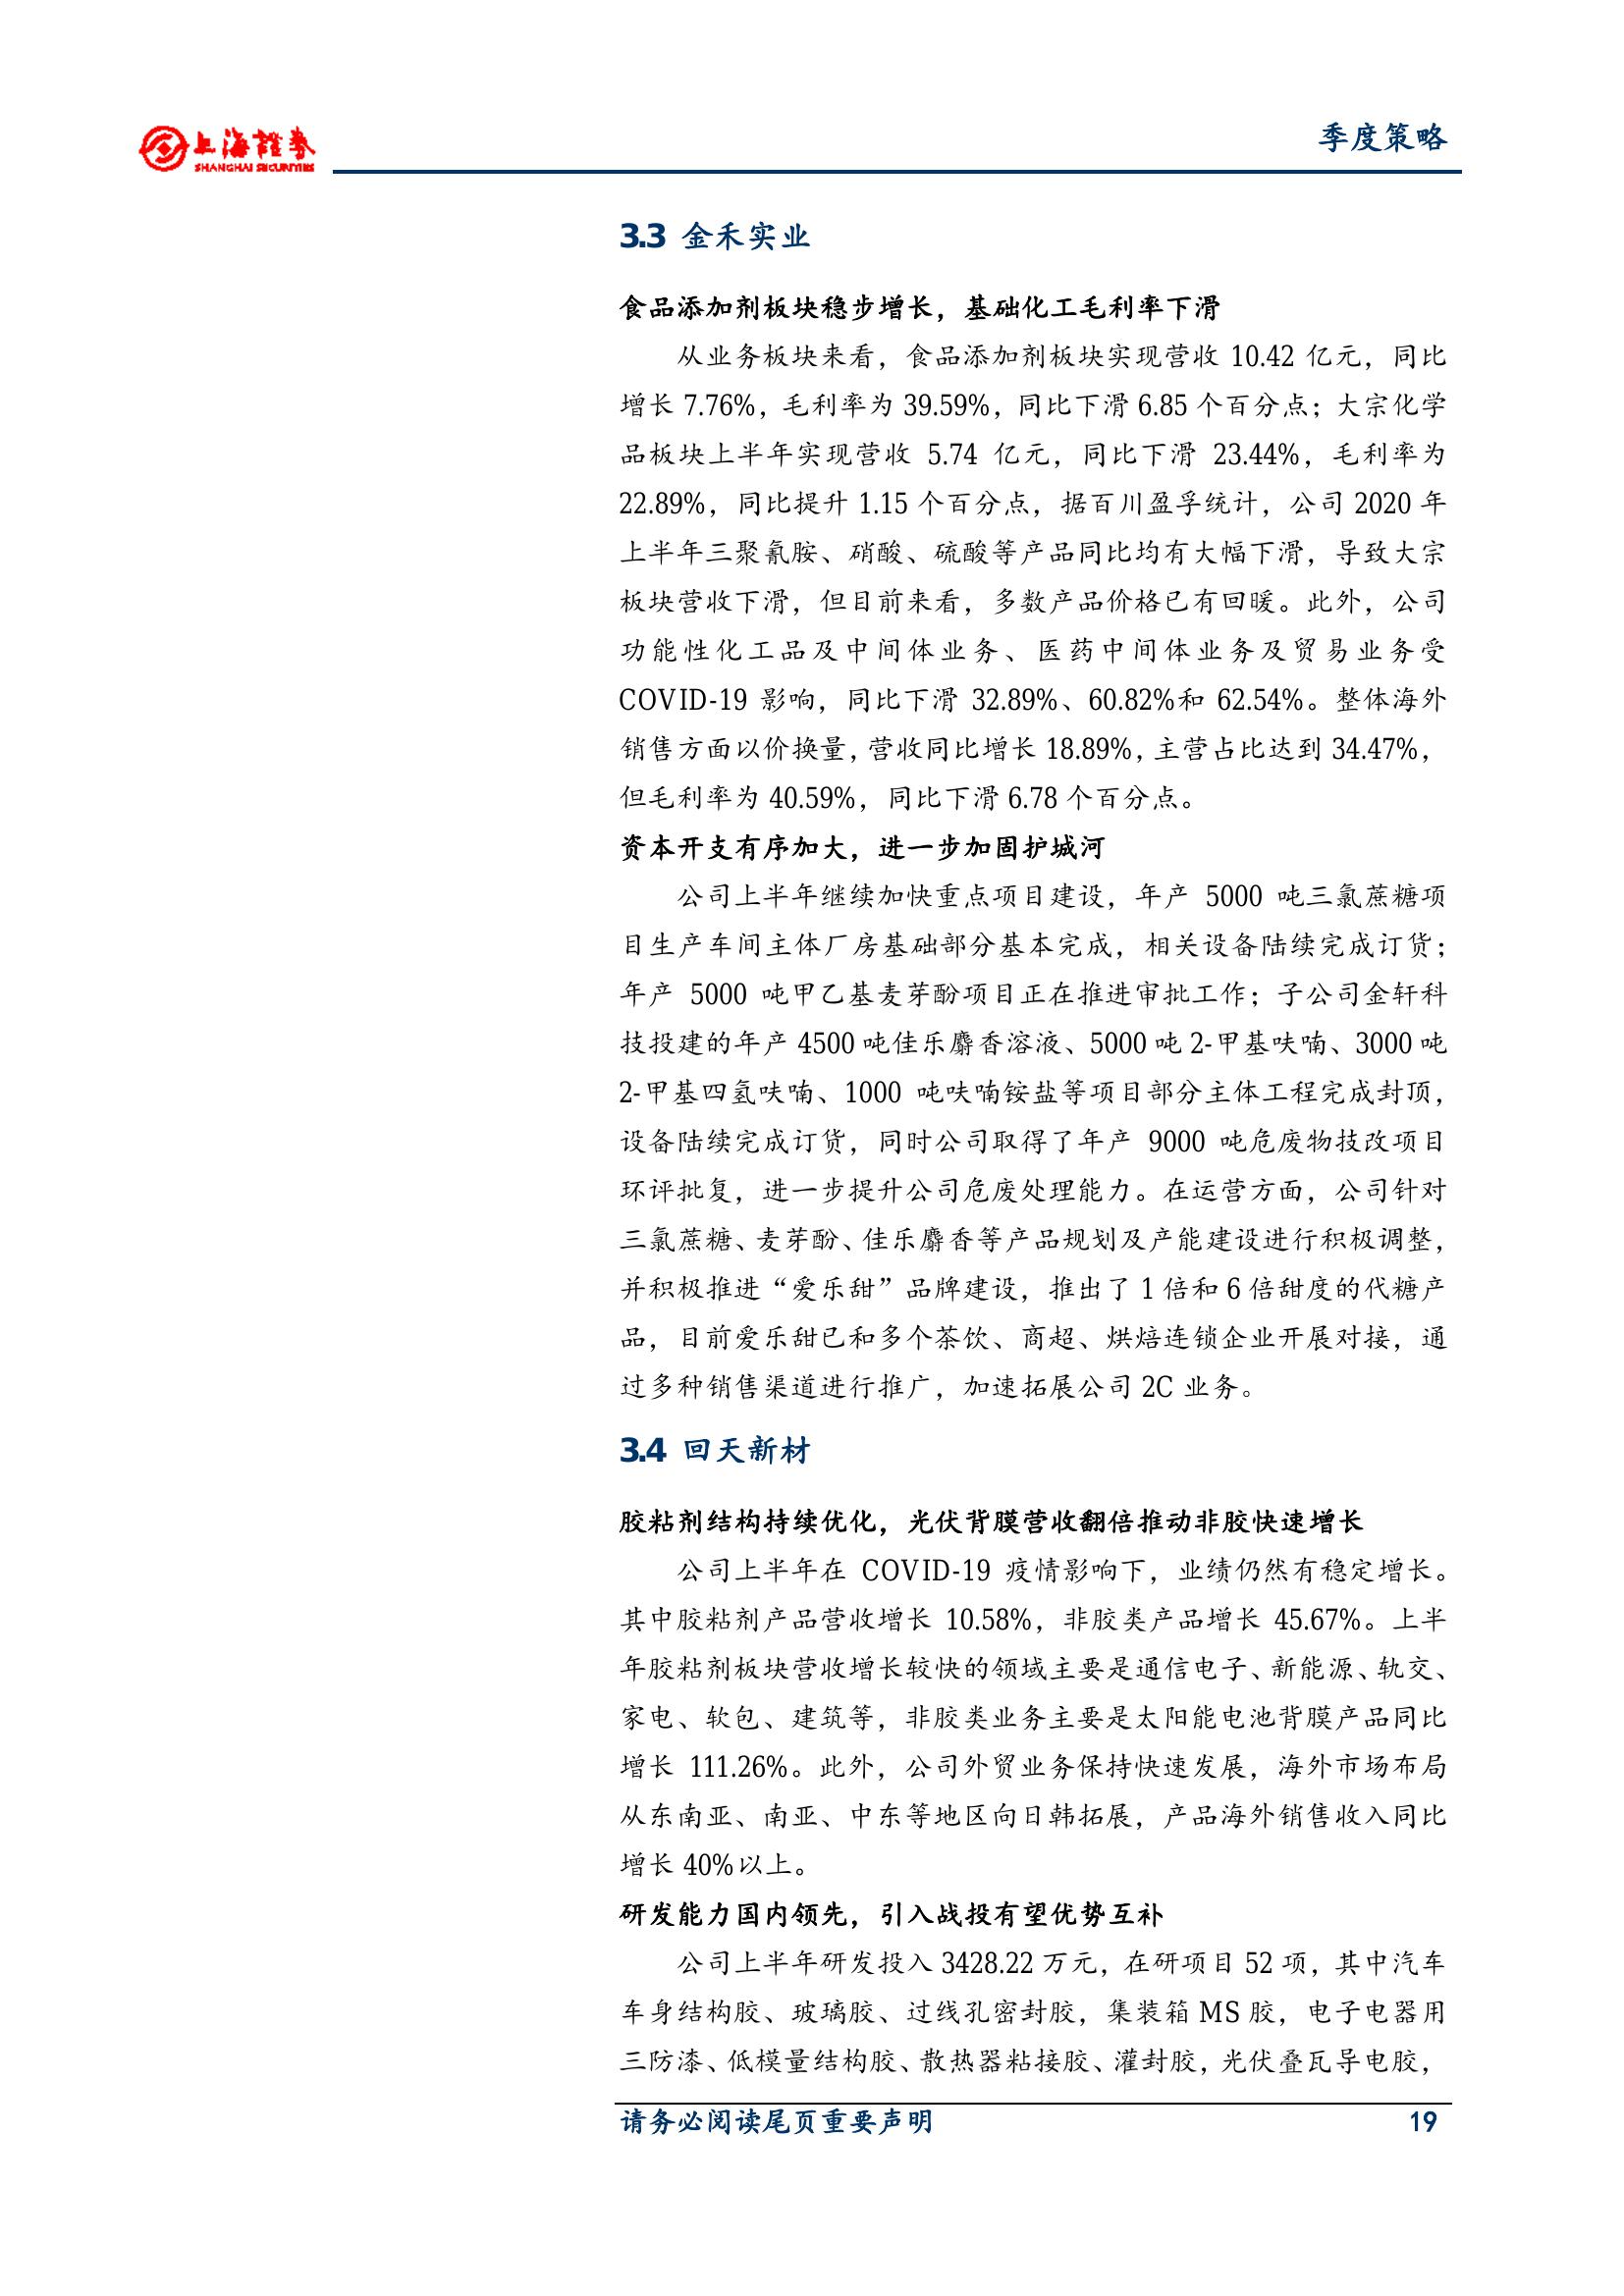 上海證券
SHANGHAI SECURITIES
季度策略
3.3 金禾实业
食品添加剂板块稳步增长，基础化工毛利率下滑
从业务板块来看，食品添加剂板块实现营收 10.42 亿元，同比
增长 7.76%，毛利率为 39.59%，同比下滑 6.85 个百分点；大宗化学
品板块上半年实现营收 5.74 亿元，同比下滑 23.44%，毛利率为
22.89%，同比提升 1.15 个百分点，据百川盈孚统计，公司 2020 年
上半年三聚氰胺、硝酸、硫酸等产品同比均有大幅下滑，导致大宗
板块营收下滑，但目前来看，多数产品价格已有回暖。此外，公司
功能性化工品及中间体业务、医药中间体业务及贸易业务受
COVID-19 影响，同比下滑 32.89%、60.82%和 62.54%。整体海外
销售方面以价换量，营收同比增长 18.89%，主营占比达到 34.47%，
但毛利率为 40.59%，同比下滑 6.78 个百分点。
资本开支有序加大，进一步加固护城河
公司上半年继续加快重点项目建设，年产 5000 吨三氯蔗糖项
目生产车间主体厂房基础部分基本完成，相关设备陆续完成订货；
年产 5000 吨甲乙基麦芽酚项目正在推进审批工作；子公司金轩科
技投建的年产 4500 吨佳乐麝香溶液、5000 吨 2-甲基呋喃、3000 吨
2-甲基四氢呋喃、1000 吨呋喃铵盐等项目部分主体工程完成封顶，
设备陆续完成订货，同时公司取得了年产 9000 吨危废物技改项目
环评批复，进一步提升公司危废处理能力。在运营方面，公司针对
三氯蔗糖、麦芽酚、佳乐麝香等产品规划及产能建设进行积极调整，
并积极推进“爱乐甜”品牌建设，推出了 1 倍和 6 倍甜度的代糖产
品，目前爱乐甜已和多个茶饮、商超、烘焙连锁企业开展对接，通
过多种销售渠道进行推广，加速拓展公司 2C 业务。
3.4 回天新材
胶粘剂结构持续优化，光伏背膜营收翻倍推动非胶快速增长
公司上半年在 COVID-19 疫情影响下，业绩仍然有稳定增长。
其中胶粘剂产品营收增长 10.58%，非胶类产品增长 45.67%。上半
年胶粘剂板块营收增长较快的领域主要是通信电子、新能源、轨交、
家电、软包、建筑等，非胶类业务主要是太阳能电池背膜产品同比
增长 111.26%。此外，公司外贸业务保持快速发展，海外市场布局
从东南亚、南亚、中东等地区向日韩拓展，产品海外销售收入同比
增长 40%以上。
研发能力国内领先，引入战投有望优势互补
公司上半年研发投入 3428.22 万元，在研项目 52 项，其中汽车
车身结构胶、玻璃胶、过线孔密封胶，集装箱 MS 胶，电子电器用
三防漆、低模量结构胶、散热器粘接胶、灌封胶，光伏叠瓦导电胶，
请务必阅读尾页重要声明
19